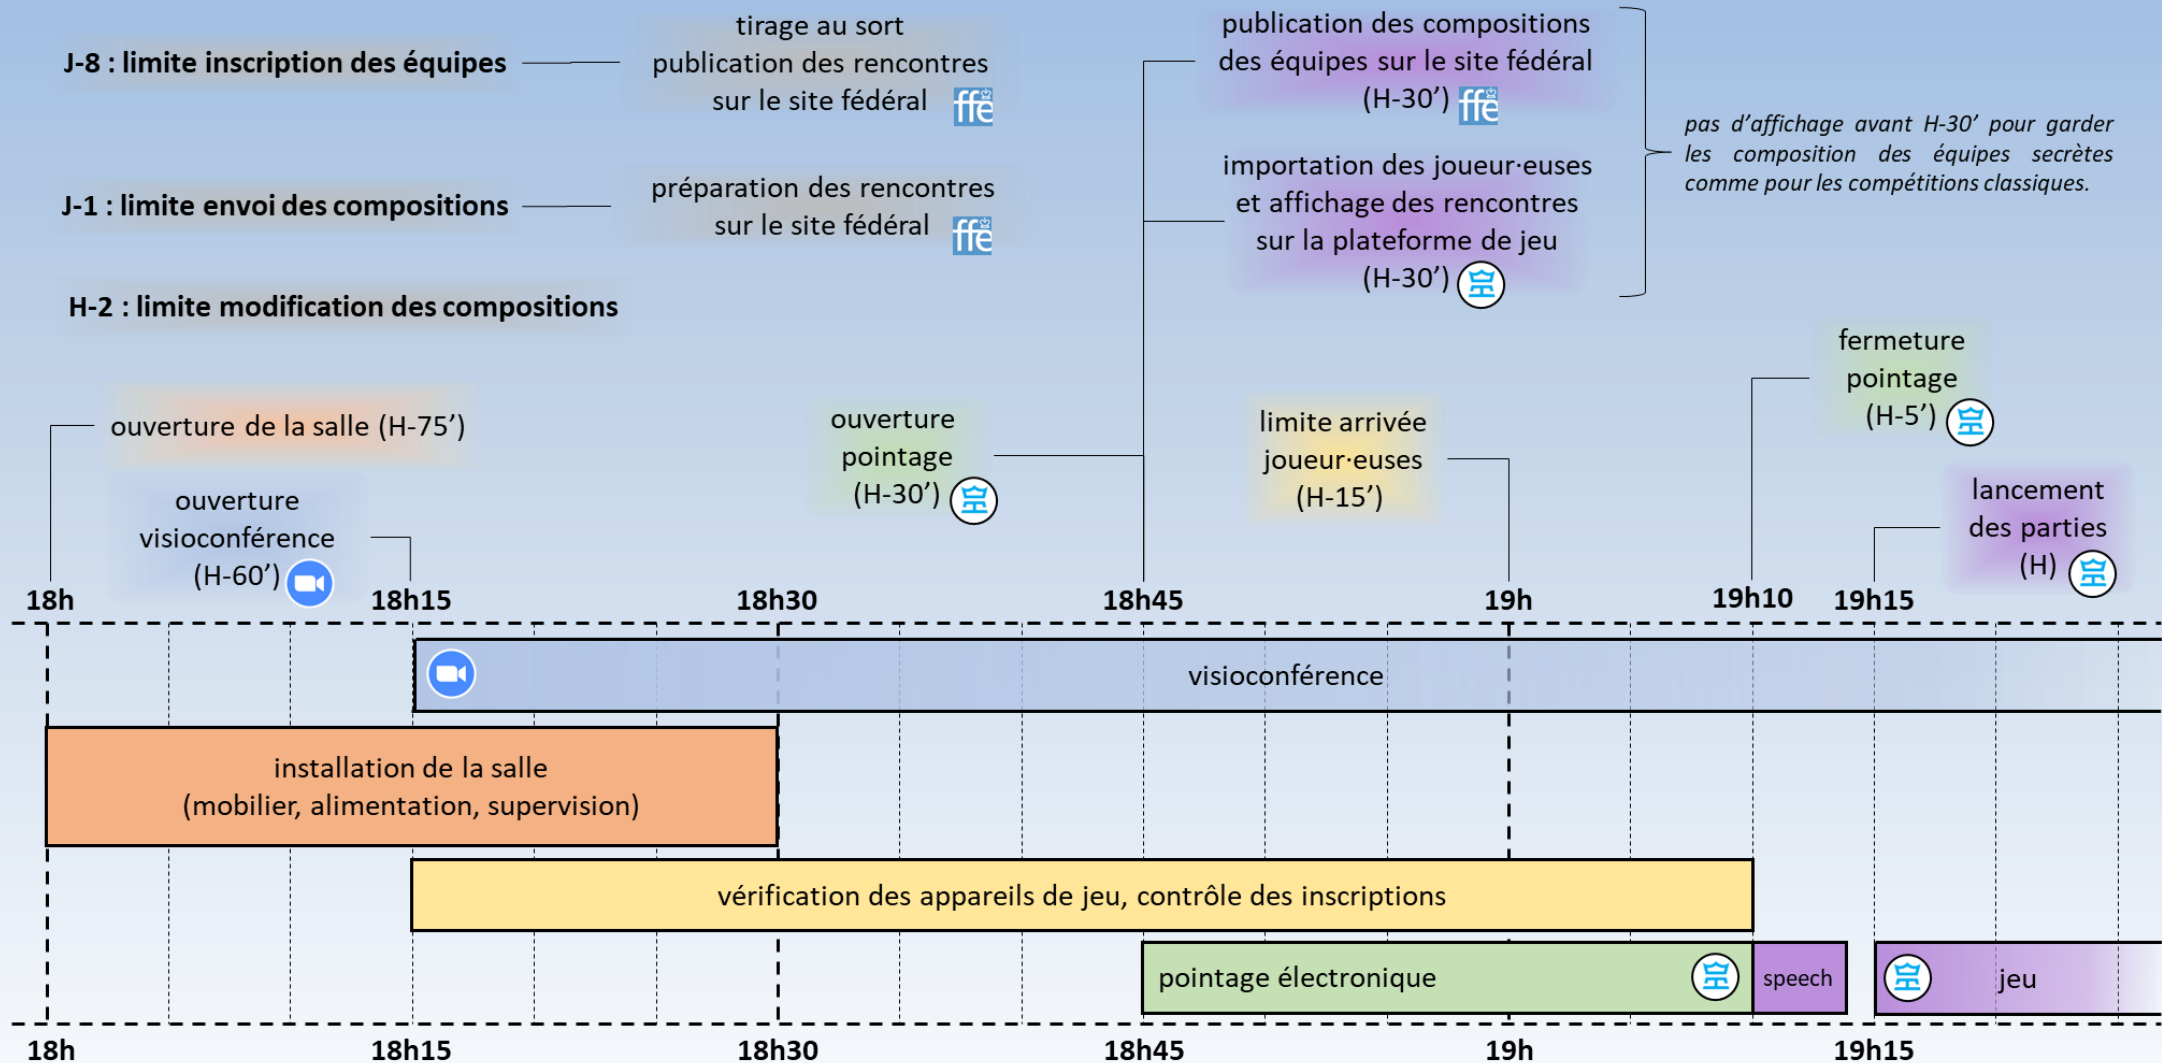 J-8 : limite inscription des équipes
tirage au sort
publication des rencontres
sur le site fédéral
ffe
J-1 : limite envoi des compositions
préparation des rencontres
sur le site fédéral
ffe
H-2 : limite modification des compositions
publication des compositions
des équipes sur le site fédéral
(H-30’)
ffe
importation des joueur·euses
et affichage des rencontres
sur la plateforme de jeu
(H-30’)
pas d’affichage avant H-30’ pour garder
les composition des équipes secrètes
comme pour les compétitions classiques.
ouverture de la salle (H-75’)
ouverture
visioconférence
(H-60’)
ouverture
pointage
(H-30’)
limite arrivée
joueur·euses
(H-15’)
fermeture
pointage
(H-5’)
lancement
des parties
(H)
18h
18h15
18h30
18h45
19h
19h10
19h15
visioconférence
installation de la salle
(mobilier, alimentation, supervision)
vérification des appareils de jeu, contrôle des inscriptions
pointage électronique
speech
jeu
18h
18h15
18h30
18h45
19h
19h15